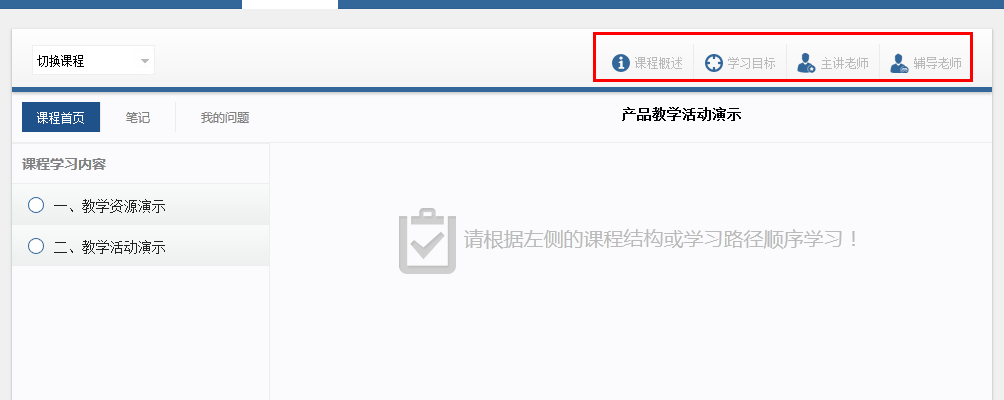 切换课程
课程概述 学习目标 主讲老师 辅导老师
课程首页 笔记 我的问题
产品教学活动演示
课程学习内容
一、教学资源演示
二、教学活动演示
请根据左侧的课程结构或学习路径顺序学习！